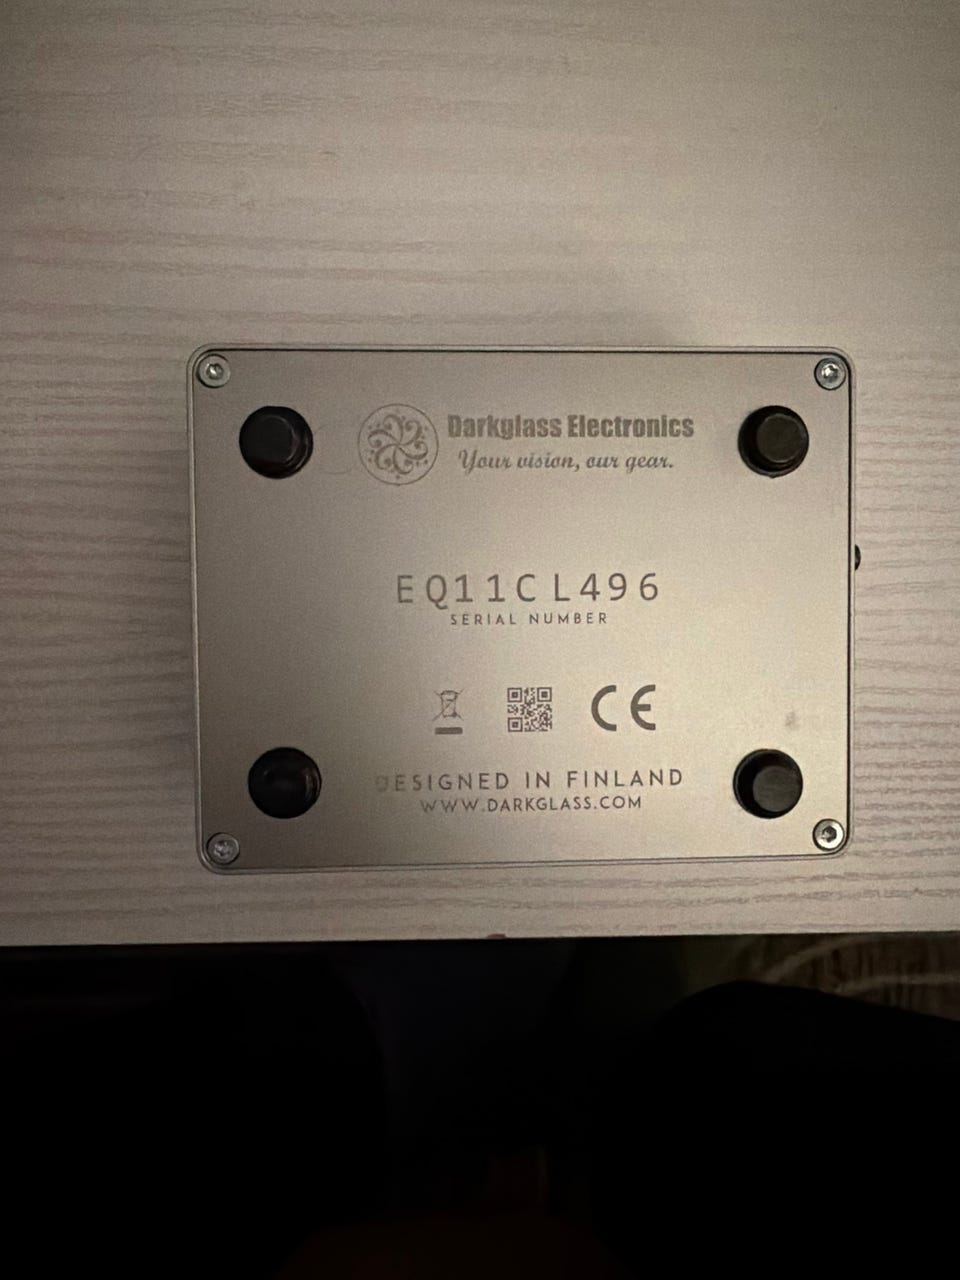 Darkglass Electronics
Your vision, our gear.
EQ11CL496
SERIAL NUMBER
CE
DESIGNED IN FINLAND
WWW.DARKGLASS.COM